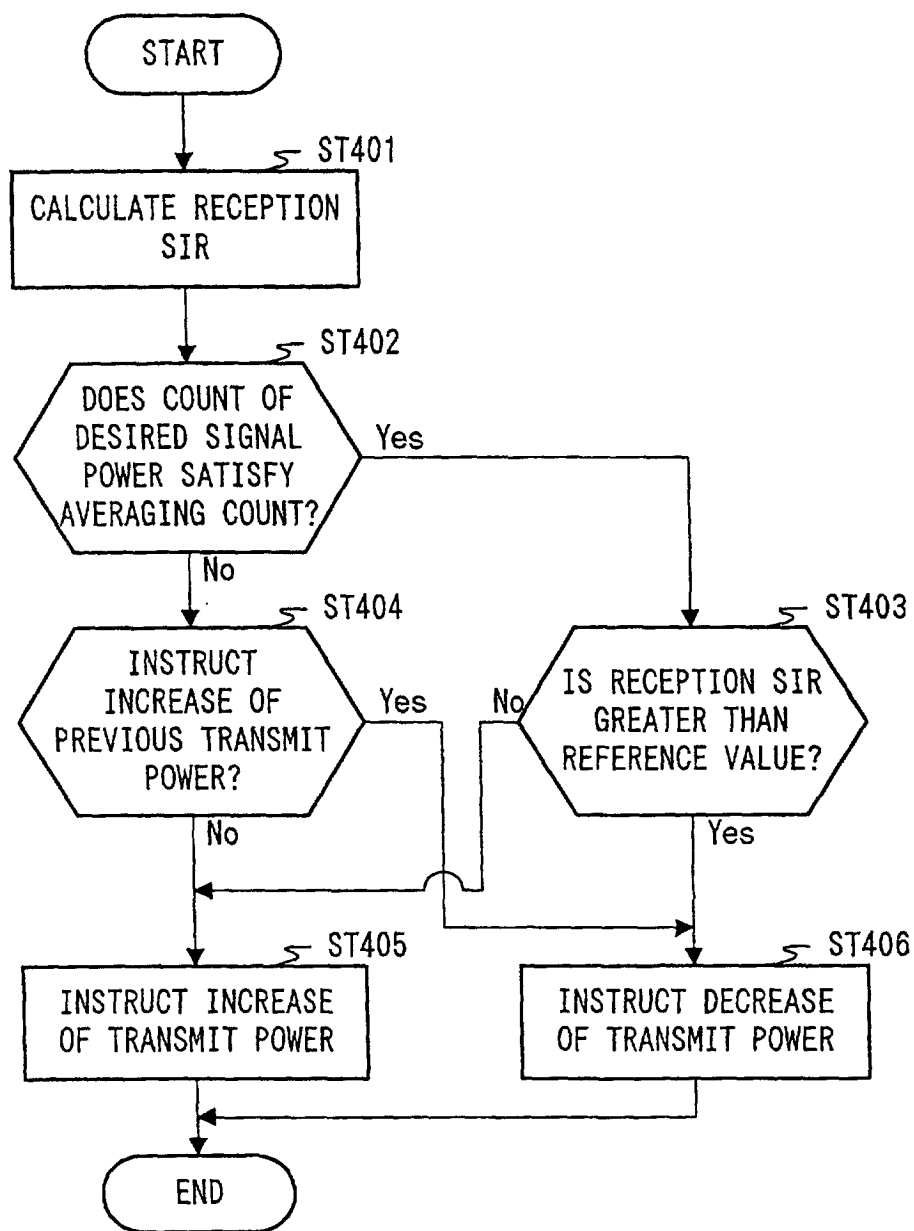 START
ST401
CALCULATE RECEPTION
SIR
ST402
DOES COUNT OF
DESIRED SIGNAL
POWER SATISFY
AVERAGING COUNT?
Yes
No
ST404
INSTRUCT
INCREASE OF
PREVIOUS TRANSMIT
POWER?
Yes
No
ST403
IS RECEPTION SIR
GREATER THAN
REFERENCE VALUE?
No
Yes
ST405
INSTRUCT INCREASE
OF TRANSMIT POWER
ST406
INSTRUCT DECREASE
OF TRANSMIT POWER
END